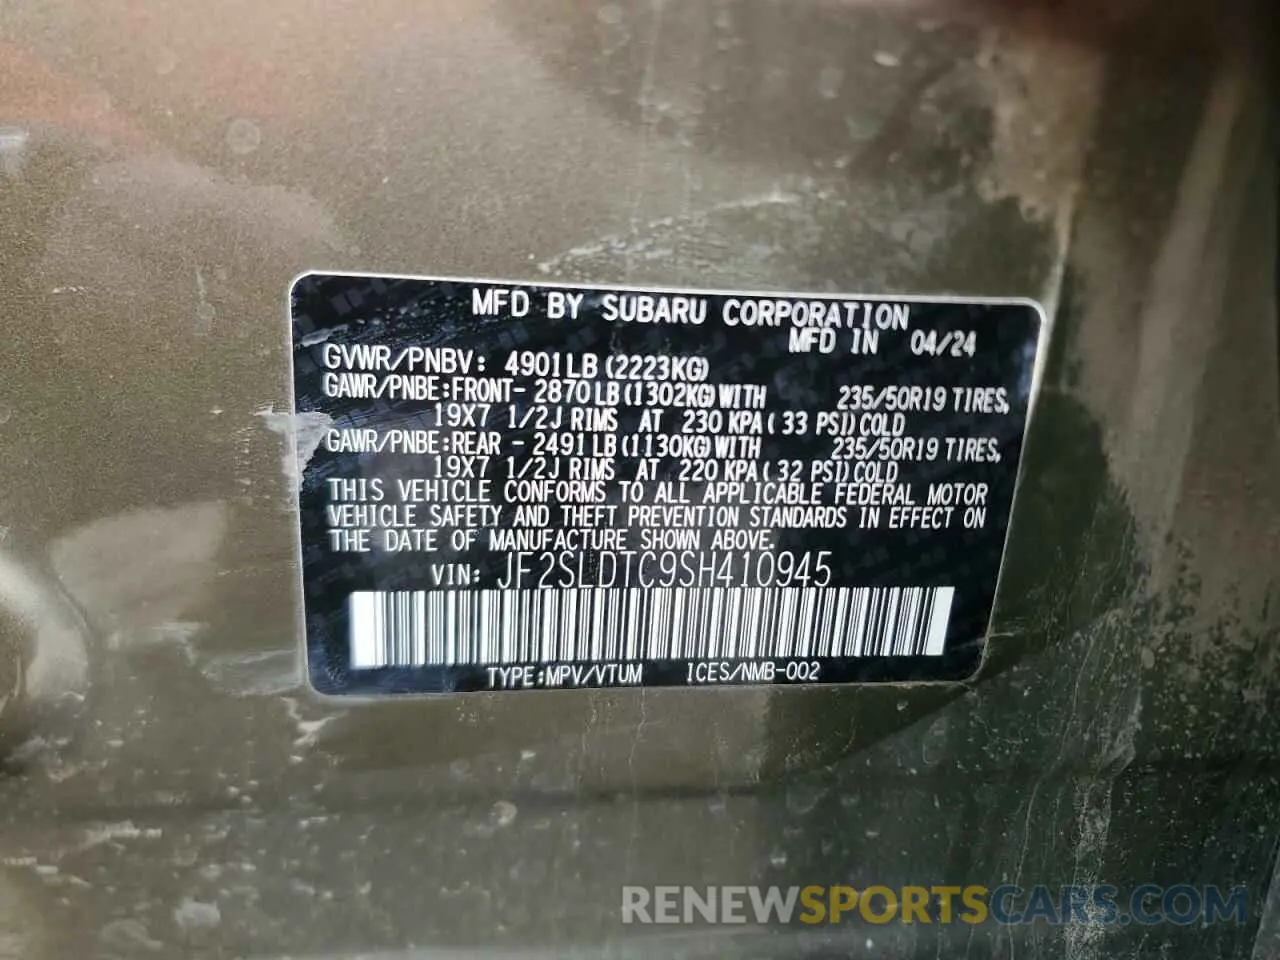 MFD BY SUBARU CORPORATION
MFD IN 04/24
GVWR/PNBV: 4901LB (2223KG)
GAWR/PNBE:FRONT- 2870LB(1302KG)WITH 235/50R19 TIRES,
19X7 1/2J RIMS AT 230 KPA( 33 PSI)COLD
GAWR/PNBE:REAR - 2491LB(1130KG)WITH 235/50R19 TIRES,
19X7 1/2J RIMS AT 220 KPA( 32 PSI)COLD
THIS VEHICLE CONFORMS TO ALL APPLICABLE FEDERAL MOTOR
VEHICLE SAFETY AND THEFT PREVENTION STANDARDS IN EFFECT ON
THE DATE OF MANUFACTURE SHOWN ABOVE.
VIN: JF2SLDTC9SH410945
TYPE:MPV/VTUM ICES/NMB-002
RENEWSPORTSCARS.COM